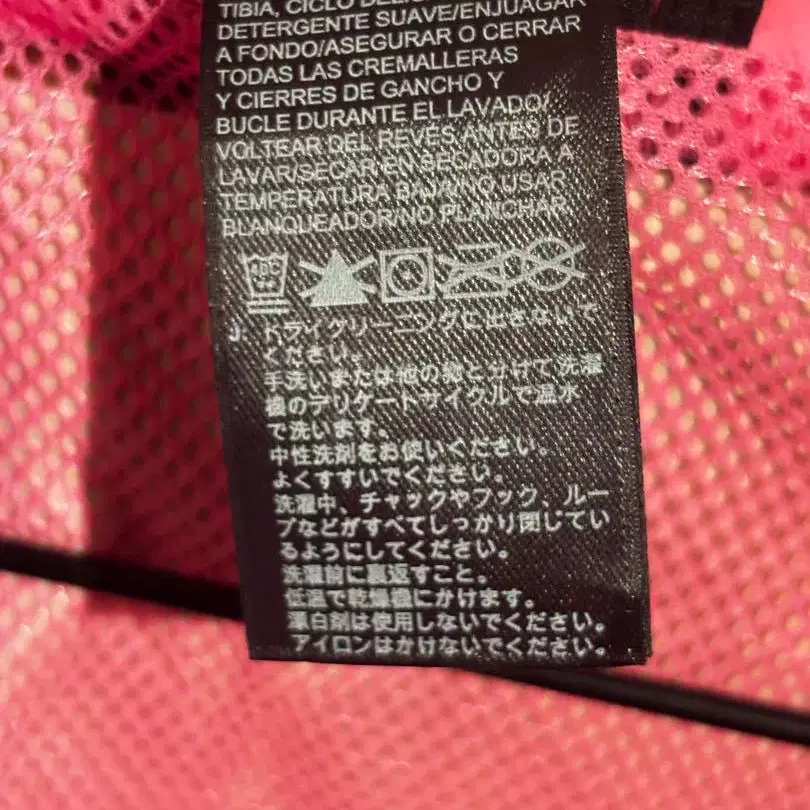 TIBIA, CICLO
DETERGENTE SUAVE/ENJUAGAR
A FONDO/ASEGURAR O CERRAR
TODAS LAS CREMALLERAS
Y CIERRES DE GANCHO Y
BUCLE DURANTE EL LAVADO/
VOLTEAR DEL REVÉS ANTES DE
LAVAR/SECAR EN SECADORA A
TEMPERATURA BAJA/NO USAR
BLANQUEADOR/NO PLANCHAR
J. ドライクリーニングに出さないで
ください。
手洗いまたは他の物と分けて洗濯
機のデリケートサイクルで温水
で洗います。
中性洗剤をお使いください。
よくすすいでください。
洗濯中、チャックやフック、ルー
プなどがすべてしっかり閉じてい
るようにしてください。
洗濯前に裏返すこと。
低温で乾燥機にかけます。
漂白剤は使用しないでください。
アイロンはかけないでください。